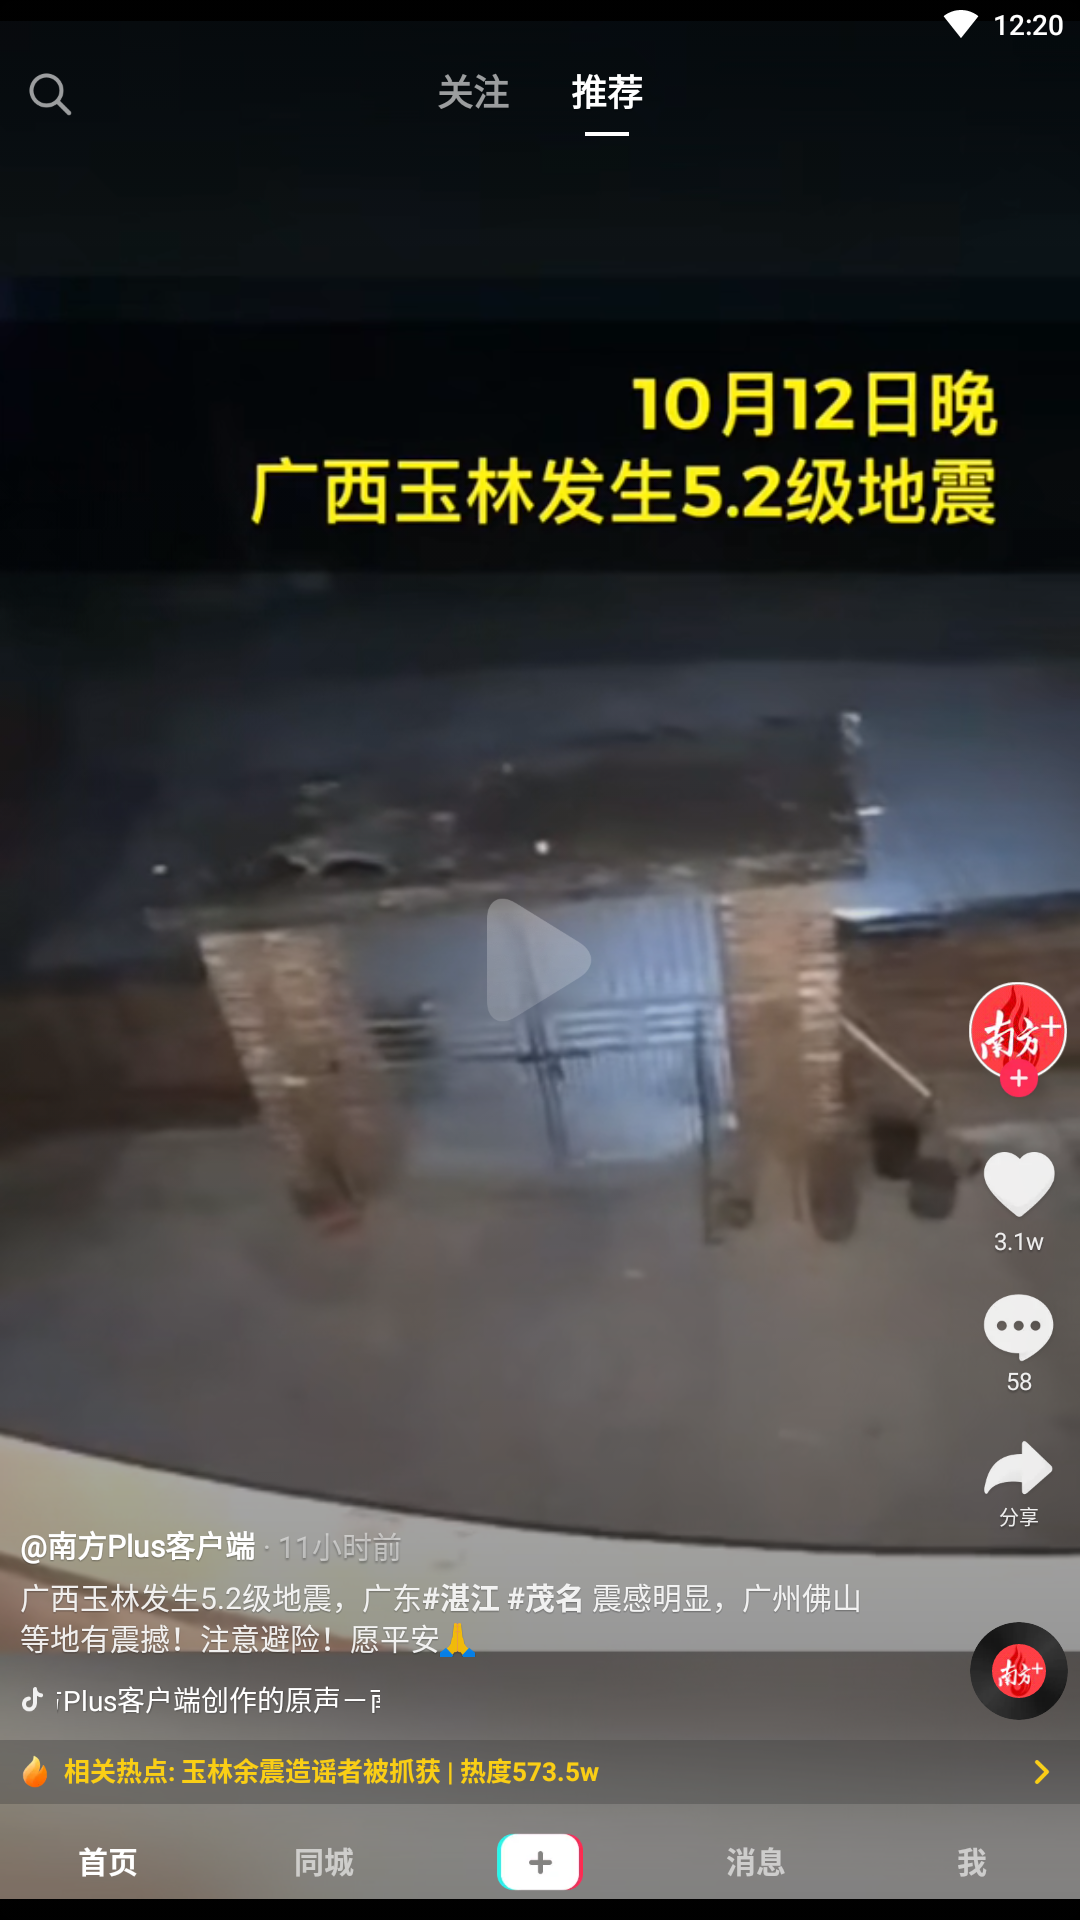 12:20
关注 推荐
10月12日晚
广西玉林发生5.2级地震
南方+
3.1w
58
分享
@南方Plus客户端 · 11小时前
广西玉林发生5.2级地震，广东#湛江 #茂名 震感明显，广州佛山
等地有震撼！注意避险！愿平安🙏
南方+
Plus客户端创作的原声－
相关热点: 玉林余震造谣者被抓获 | 热度573.5w
首页 同城 消息 我